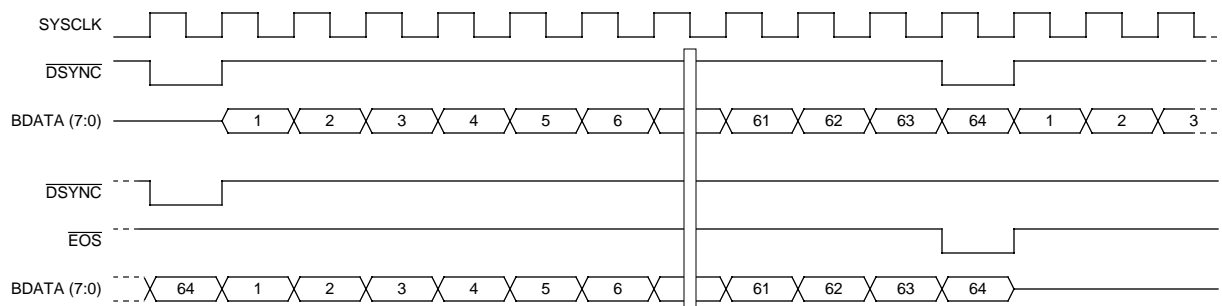 SYSCLK
DSYNC
BDATA (7:0) 1 2 3 4 5 6 61 62 63 64 1 2 3
DSYNC
EOS
BDATA (7:0) 64 1 2 3 4 5 6 61 62 63 64